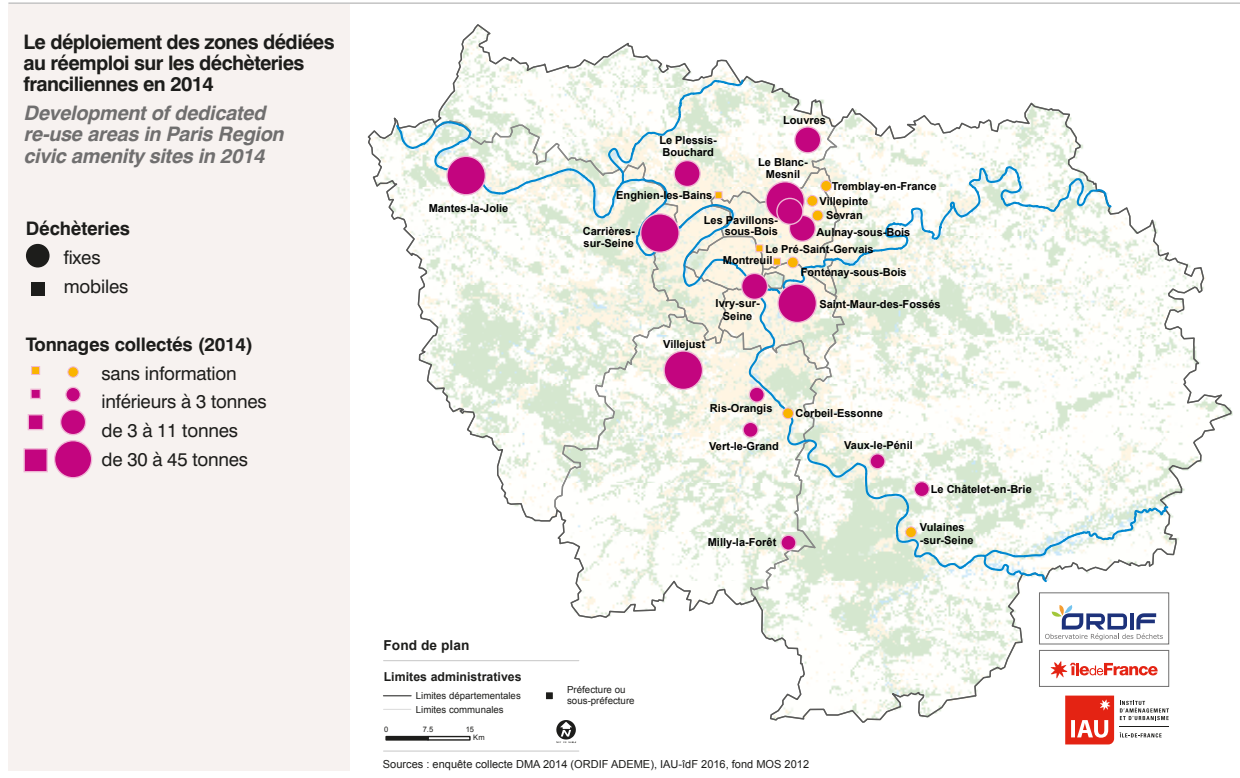 Le déploiement des zones dédiées
au réemploi sur les déchèteries
franciliennes en 2014
Development of dedicated
re-use areas in Paris Region
civic amenity sites in 2014
Déchèteries
fixes
mobiles
Tonnages collectés (2014)
sans information
inférieurs à 3 tonnes
de 3 à 11 tonnes
de 30 à 45 tonnes
Louvres
Le Plessis-
Bouchard
Le Blanc-
Mesnil
Tremblay-en-France
Enghien-les-Bains
Villepinte
Mantes-la-Jolie
Sevran
Les Pavillons-
sous-Bois
Carrières-
sur-Seine
Aulnay-sous-Bois
Le Pré-Saint-Gervais
Montreuil
Fontenay-sous-Bois
Ivry-sur-
Seine
Saint-Maur-des-Fossés
Villejust
Ris-Orangis
Corbeil-Essonne
Vert-le-Grand
Vaux-le-Pénil
Le Châtelet-en-Brie
Vulaines
-sur-Seine
Milly-la-Forêt
Fond de plan
Limites administratives
Limites départementales
Limites communales
Préfecture ou
sous-préfecture
0 7.5 15
Km
N
ORDIF
Observatoire Régional des Déchets
îledeFrance
IAU
INSTITUT
D'AMÉNAGEMENT
ET D'URBANISME
ÎLE-DE-FRANCE
Sources : enquête collecte DMA 2014 (ORDIF ADEME), IAU-îdF 2016, fond MOS 2012